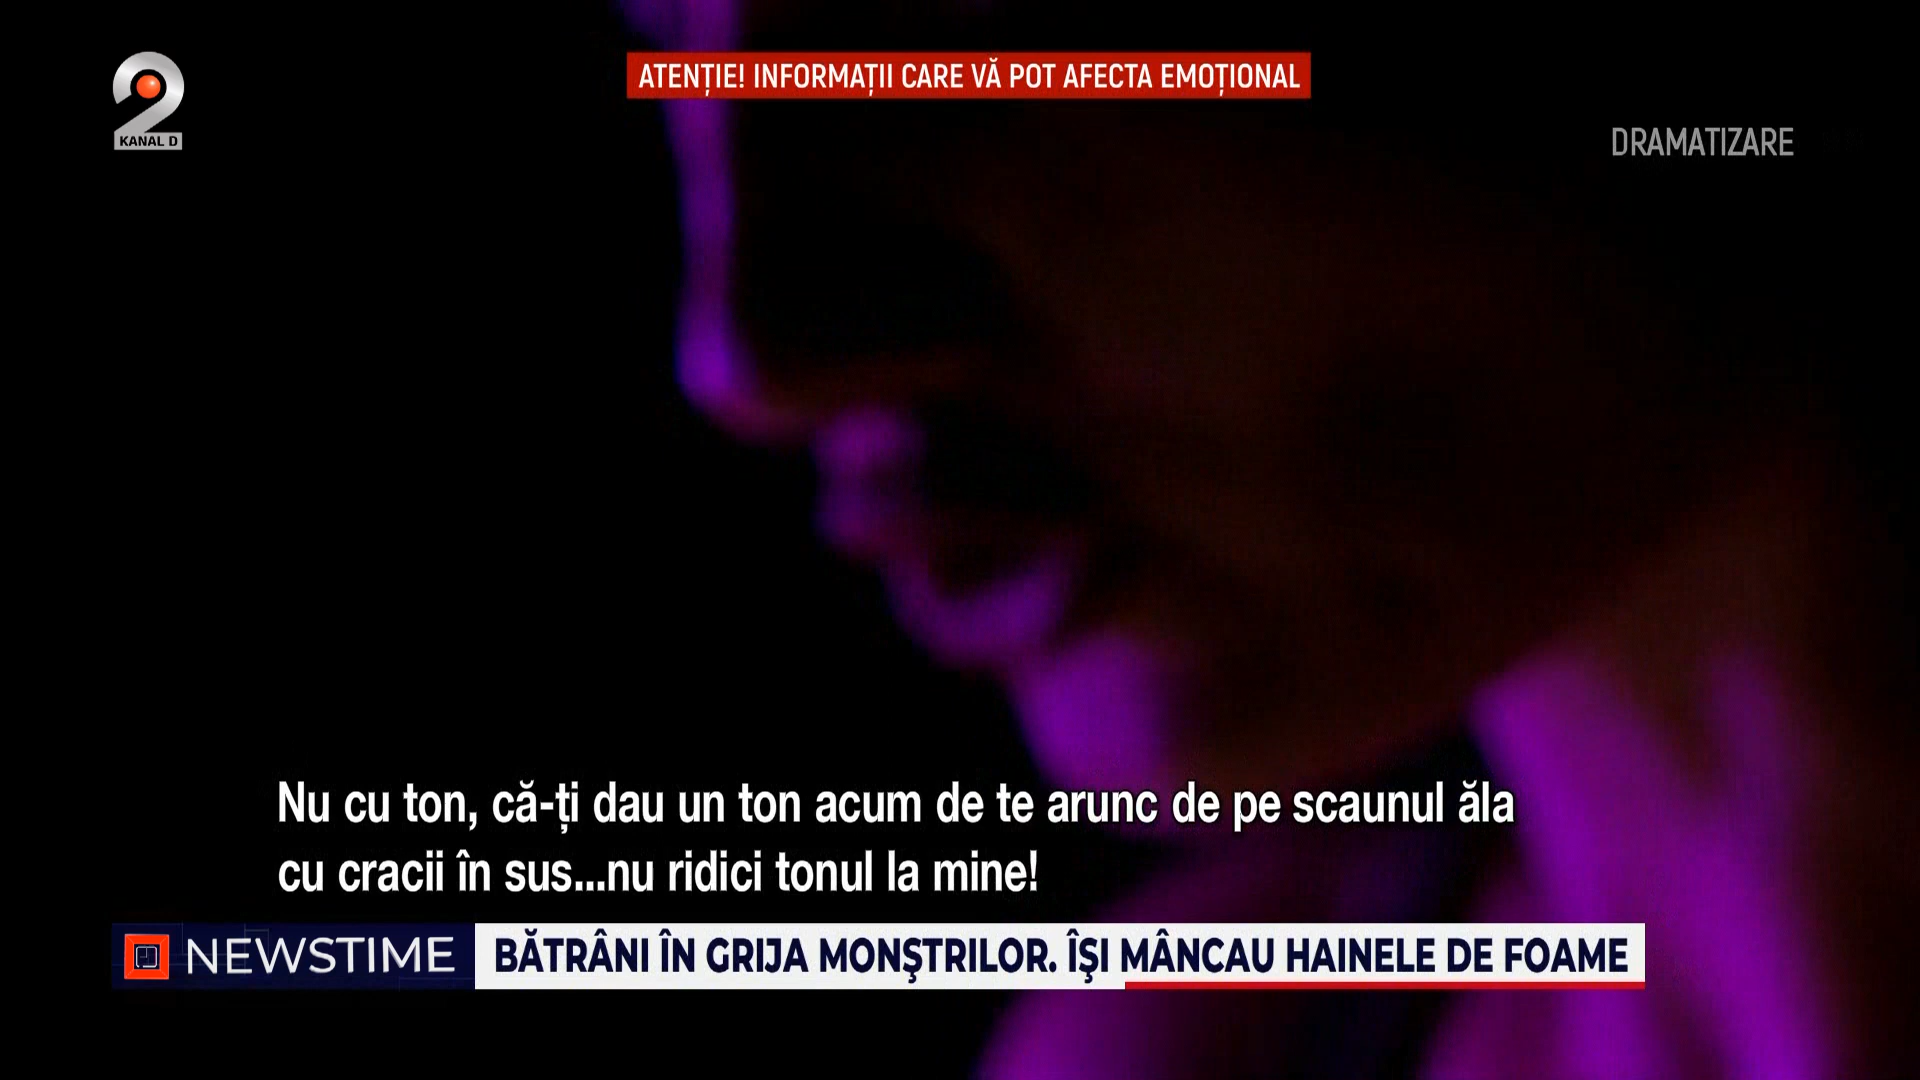 ATENȚIE! INFORMAȚII CARE VĂ POT AFECTA EMOȚIONAL
KANAL D
DRAMATIZARE
Nu cu ton, că-ți dau un ton acum de te arunc de pe scaunul ăla
cu cracii în sus...nu ridici tonul la mine!
NEWSTIME
BĂTRÂNI ÎN GRIJA MONŞTRILOR. ÎŞI MÂNCAU HAINELE DE FOAME